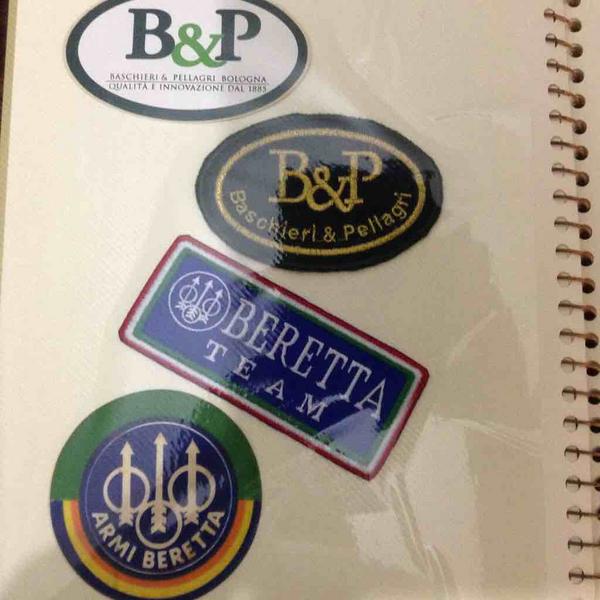 B&P
BASCHIERI & PELLAGRI BOLOGNA
QUALITÀ E INNOVAZIONE DAL 1885
B&P
Baschieri & Pellagri
BERETTA
TEAM
ARMI BERETTA